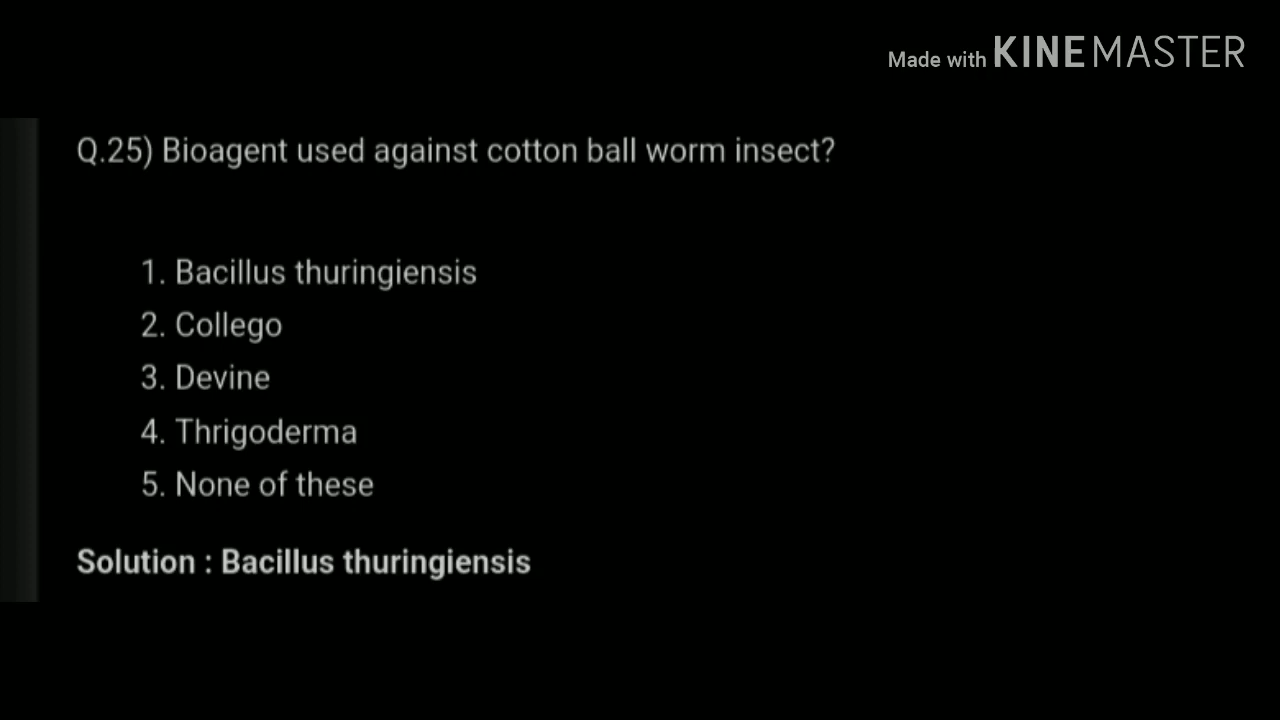 Made with KINEMASTER
Q.25) Bioagent used against cotton ball worm insect?
1. Bacillus thuringiensis
2. Collego
3. Devine
4. Thrigoderma
5. None of these
Solution : Bacillus thuringiensis